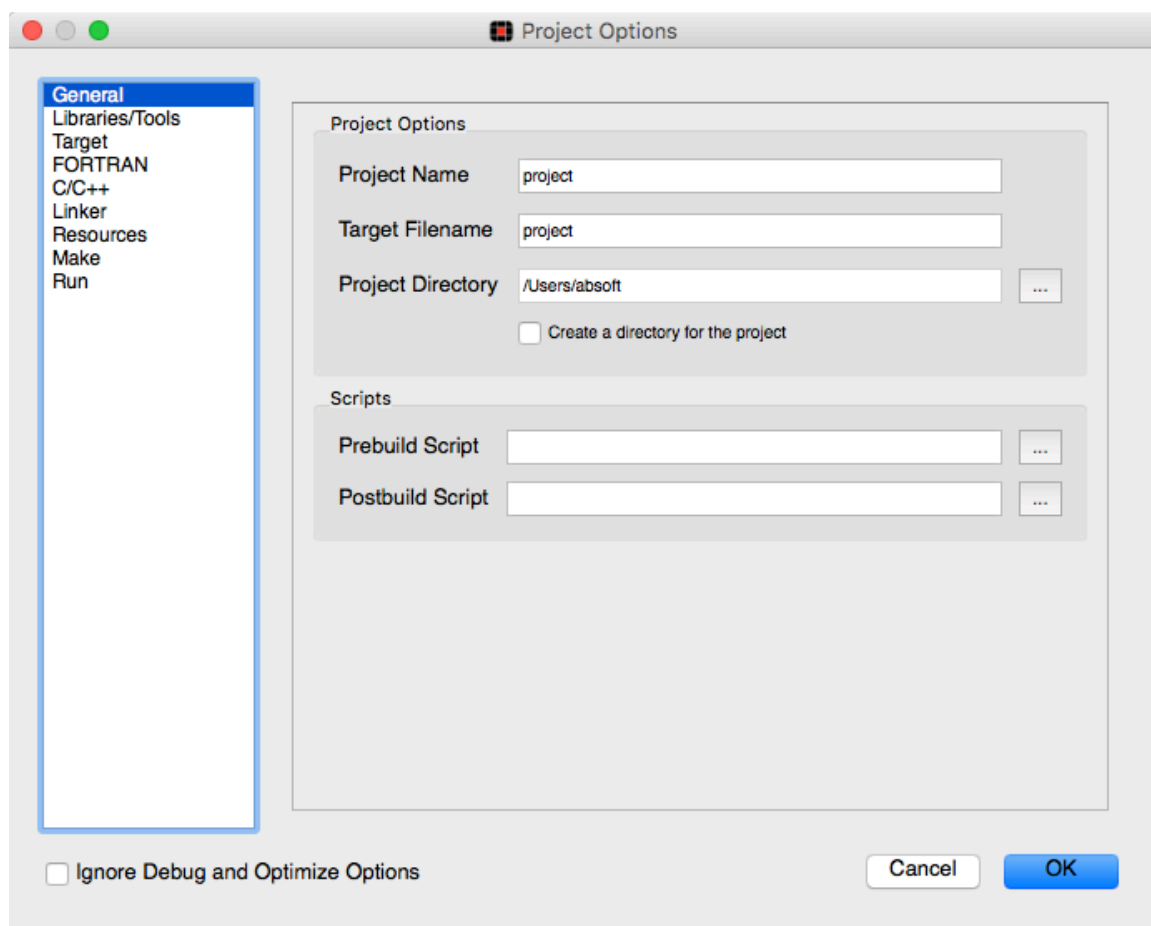 Project Options
General
Libraries/Tools
Target
FORTRAN
C/C++
Linker
Resources
Make
Run
Project Options
Project Name project
Target Filename project
Project Directory /Users/absoft ...
Create a directory for the project
Scripts
Prebuild Script ...
Postbuild Script ...
Ignore Debug and Optimize Options
Cancel OK